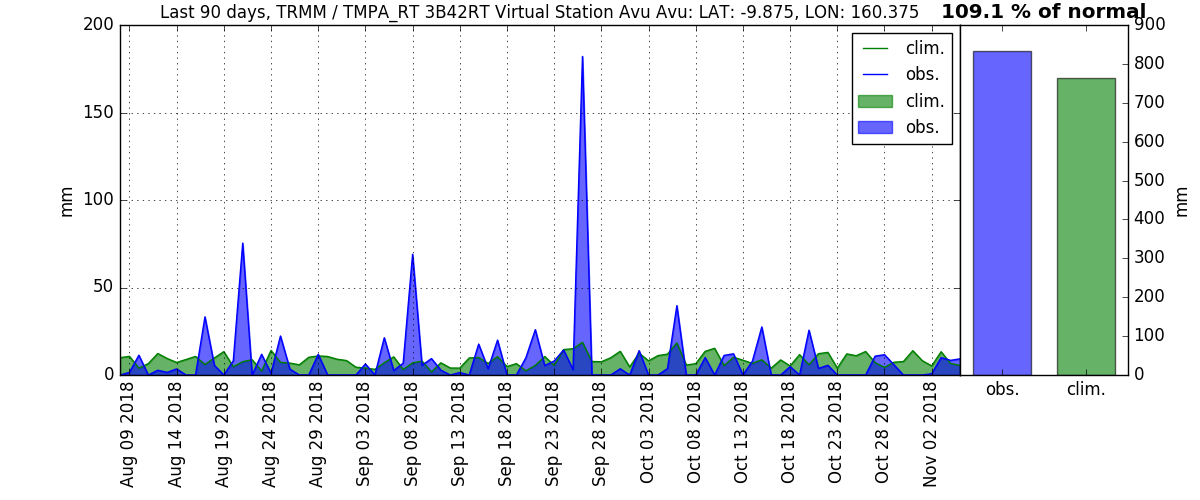 Last 90 days, TRMM / TMPA_RT 3B42RT Virtual Station Avu Avu: LAT: -9.875, LON: 160.375
109.1 % of normal
200
150
100
50
0
mm
clim.
obs.
clim.
obs.
900
800
700
600
500
400
300
200
100
0
mm
obs.
clim.
Aug 09 2018
Aug 14 2018
Aug 19 2018
Aug 24 2018
Aug 29 2018
Sep 03 2018
Sep 08 2018
Sep 13 2018
Sep 18 2018
Sep 23 2018
Sep 28 2018
Oct 03 2018
Oct 08 2018
Oct 13 2018
Oct 18 2018
Oct 23 2018
Oct 28 2018
Nov 02 2018